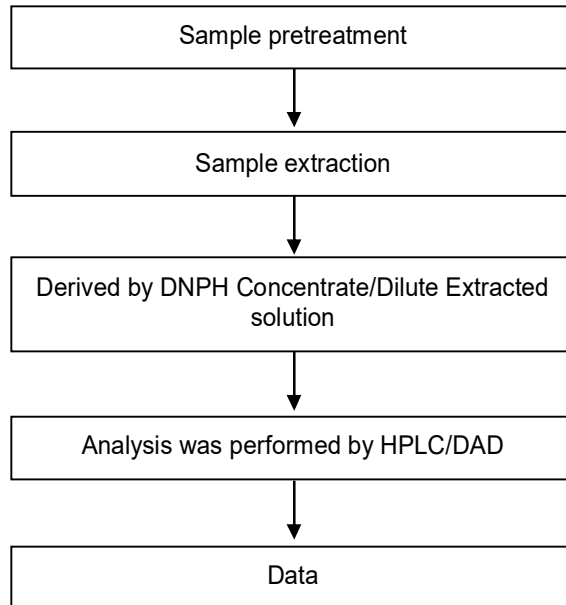 Sample pretreatment
Sample extraction
Derived by DNPH Concentrate/Dilute Extracted
solution
Analysis was performed by HPLC/DAD
Data